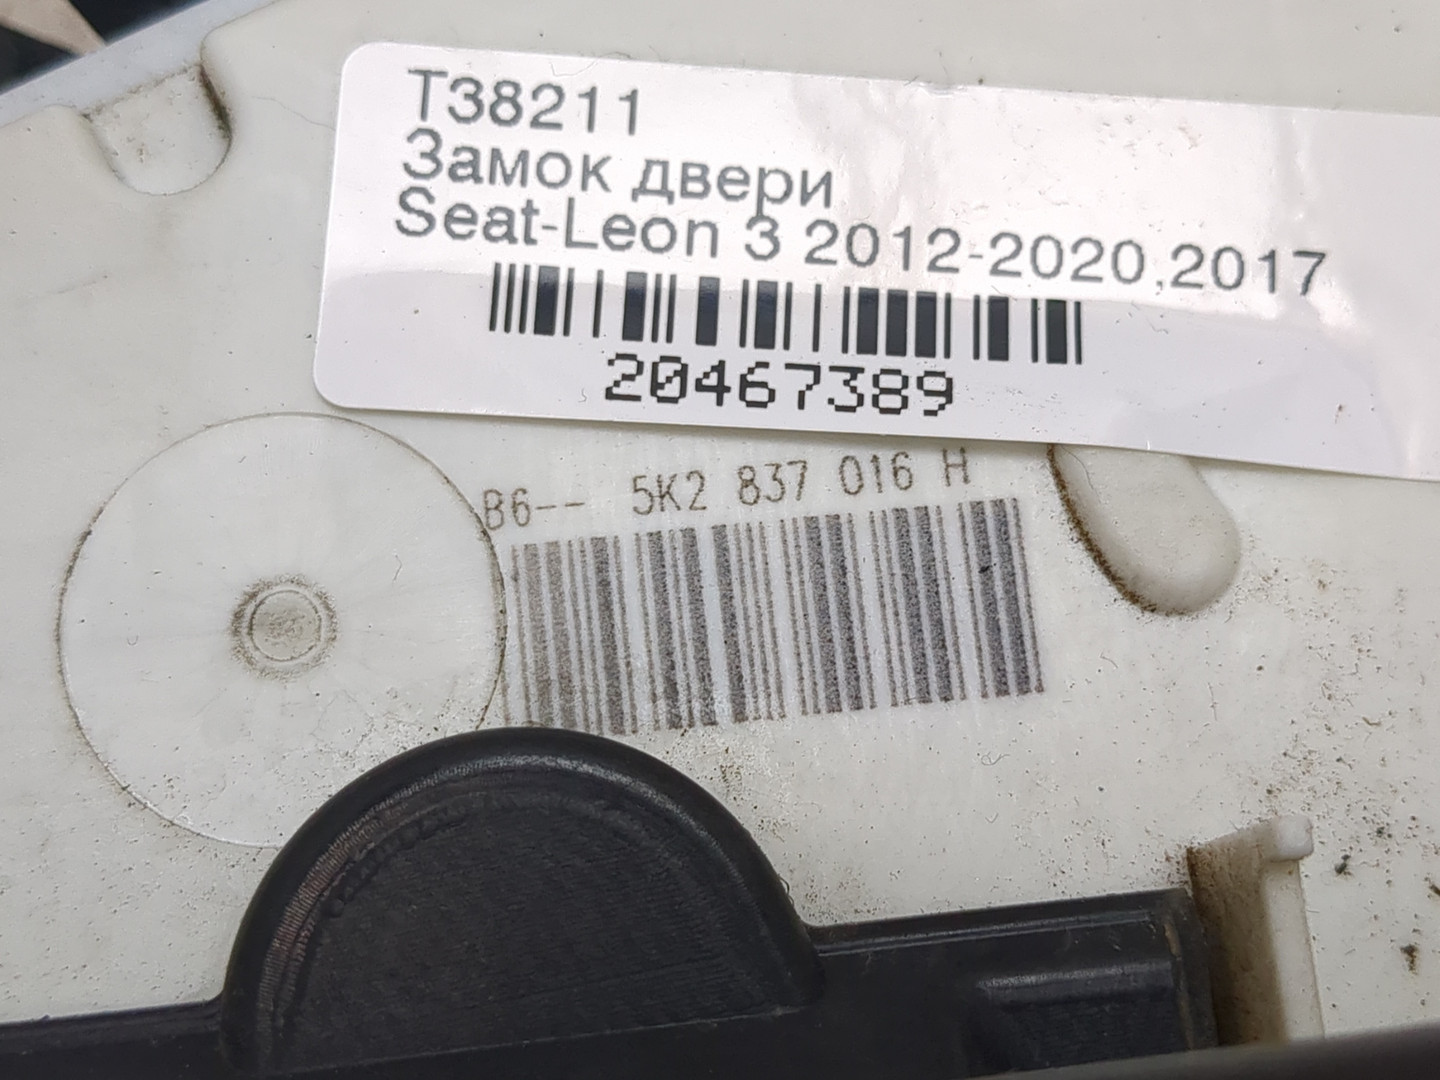 T38211
Замок двери
Seat-Leon 3 2012-2020,2017
20467389
B6-- 5K2 837 016 H